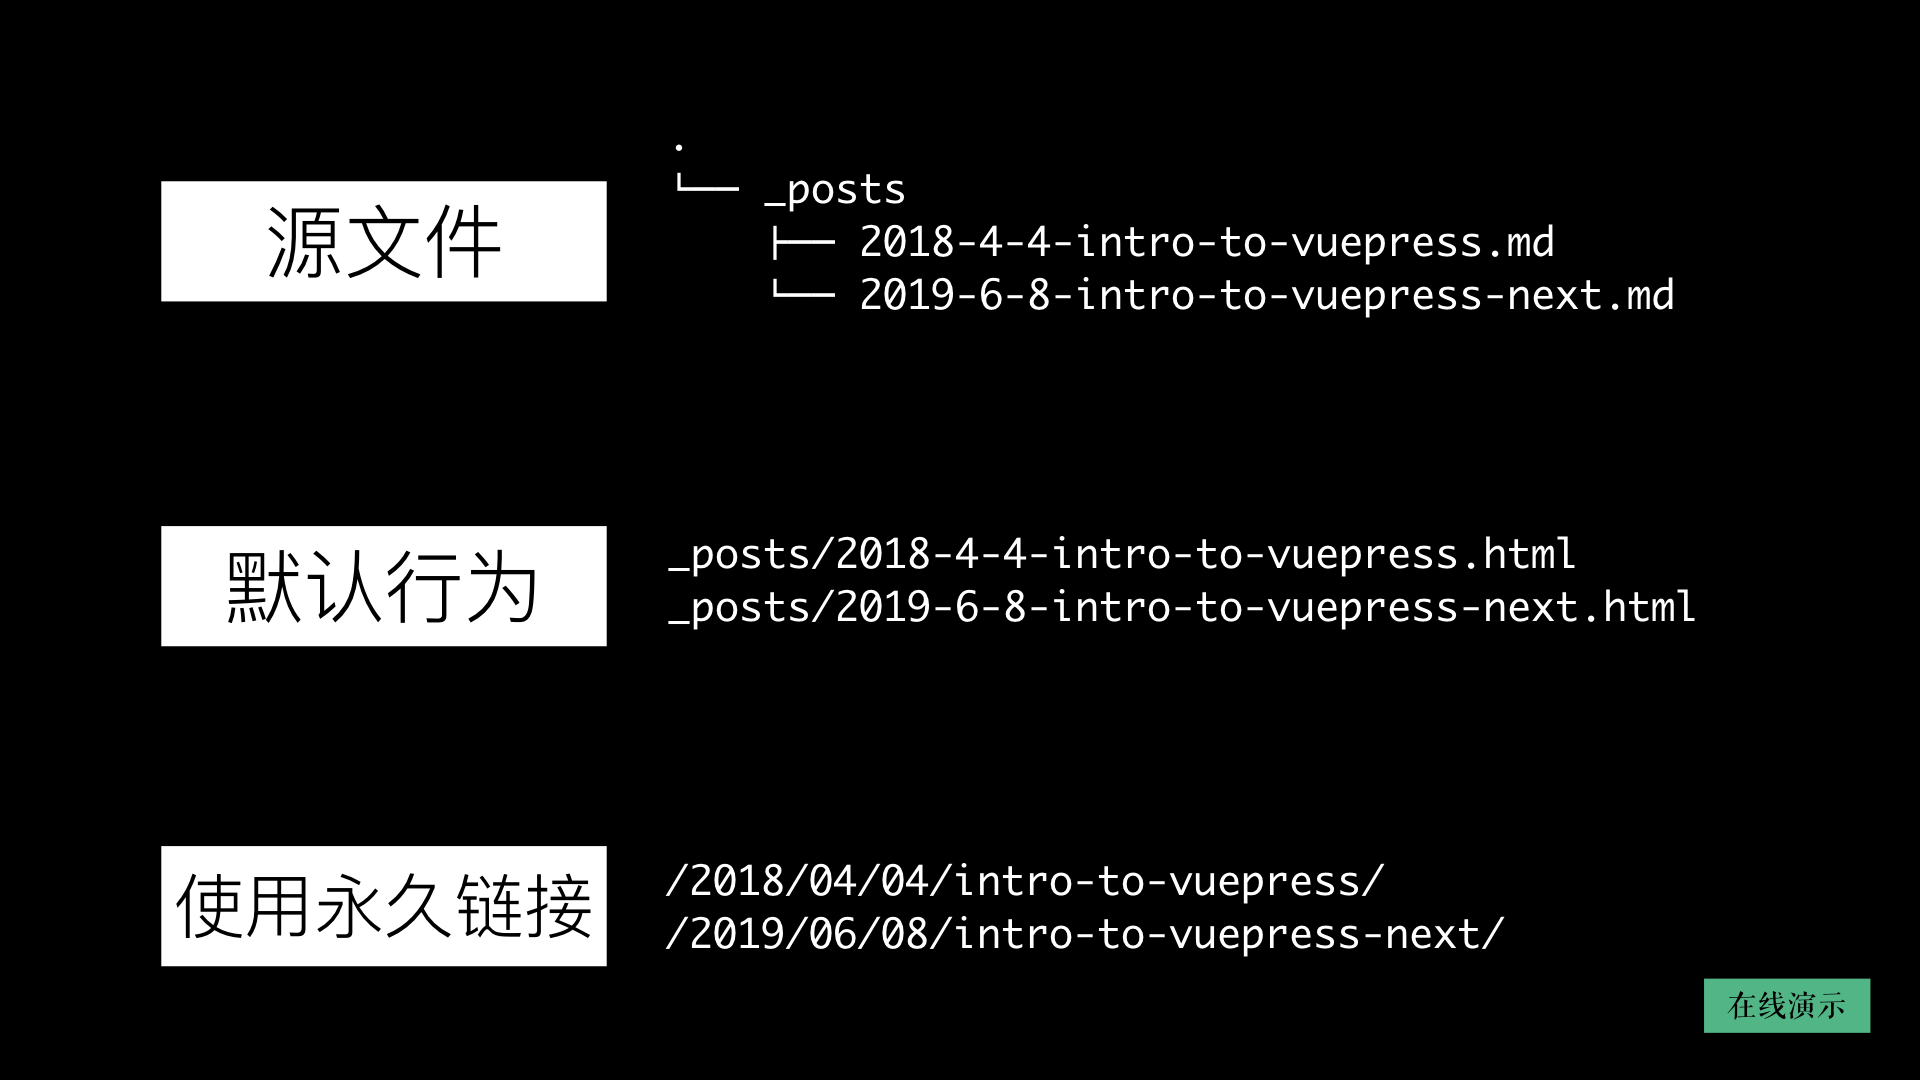 源文件
.
└── _posts
    ├── 2018-4-4-intro-to-vuepress.md
    └── 2019-6-8-intro-to-vuepress-next.md
默认行为
_posts/2018-4-4-intro-to-vuepress.html
_posts/2019-6-8-intro-to-vuepress-next.html
使用永久链接
/2018/04/04/intro-to-vuepress/
/2019/06/08/intro-to-vuepress-next/
在线演示